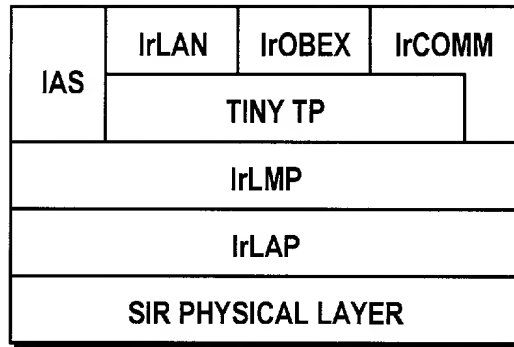 IrLAN IrOBEX IrCOMM
IAS
TINY TP
IrLMP
IrLAP
SIR PHYSICAL LAYER